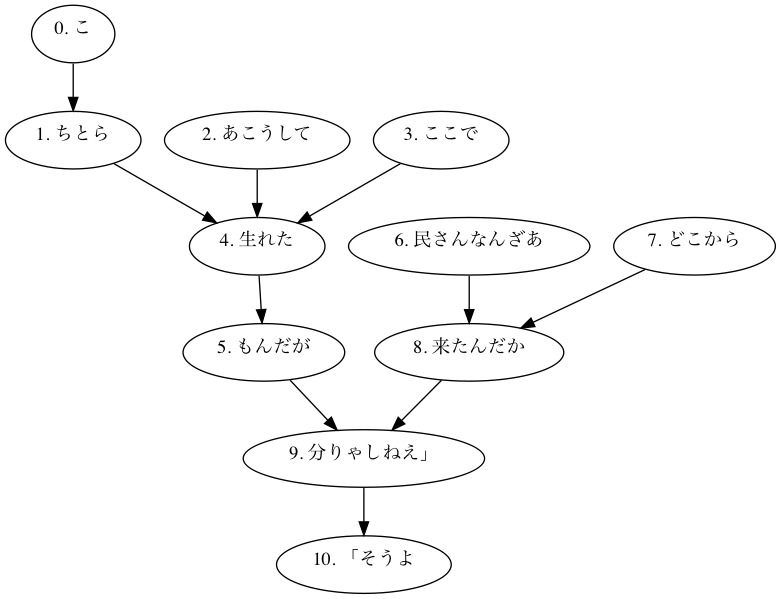 0. こ
1. ちとら
2. あこうして
3. ここで
4. 生れた
6. 民さんなんざあ
7. どこから
5. もんだが
8. 来たんだか
9. 分りゃしねえ」
10. 「そうよ